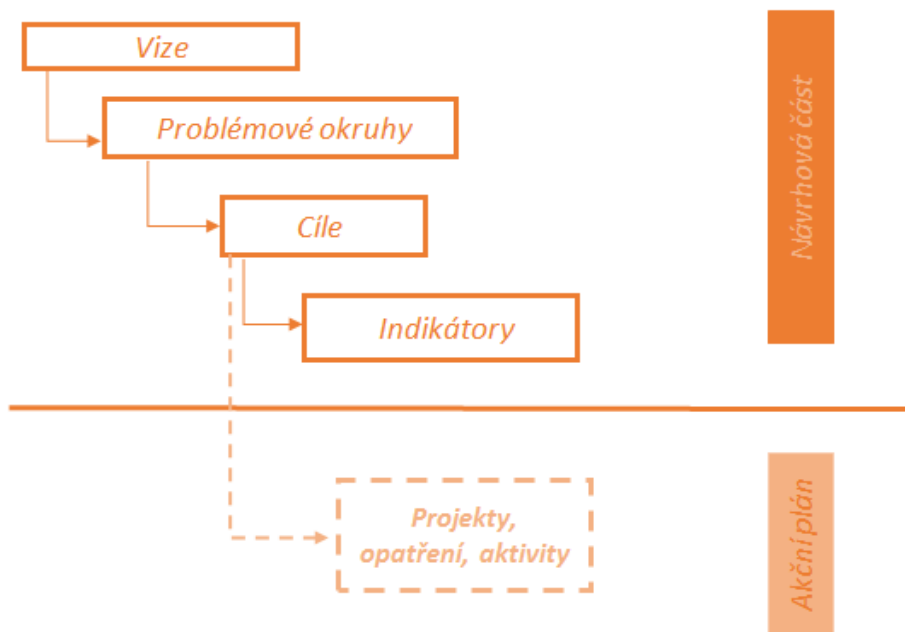 Vize
Problémové okruhy
Cíle
Indikátory
Návrhová část
Projekty,
opatření, aktivity
Akční plán